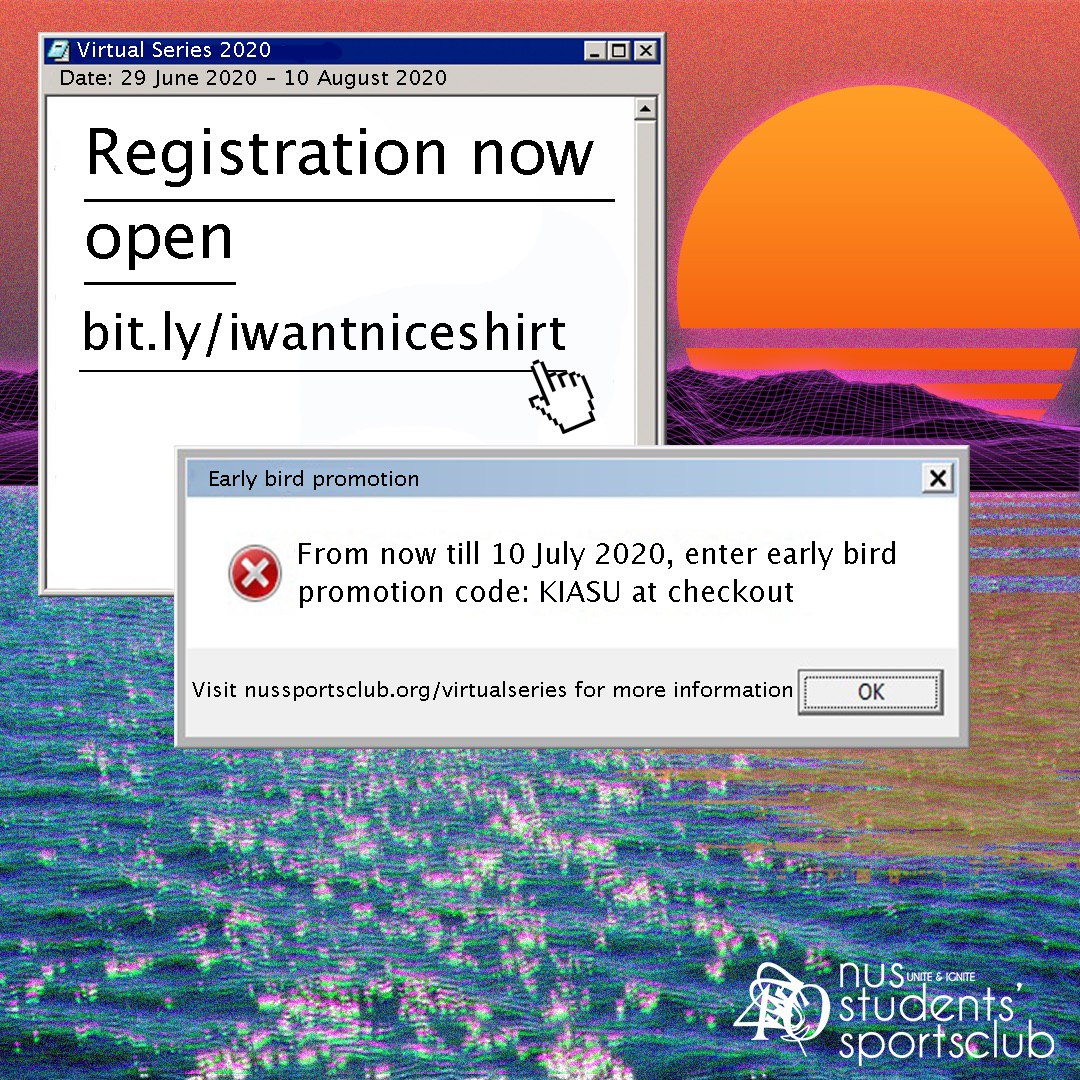 Virtual Series 2020
Date: 29 June 2020 - 10 August 2020
Registration now
open
bit.ly/iwantniceshirt
Early bird promotion
From now till 10 July 2020, enter early bird
promotion code: KIASU at checkout
Visit nussportsclub.org/virtualseries for more information
OK
nus UNITE & IGNITE
students'
sportsclub